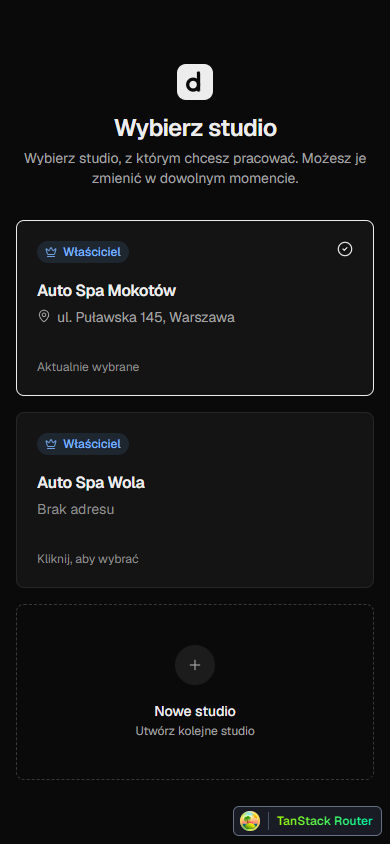 d
Wybierz studio
Wybierz studio, z którym chcesz pracować. Możesz je
zmienić w dowolnym momencie.
Właściciel
Auto Spa Mokotów
ul. Puławska 145, Warszawa
Aktualnie wybrane
Właściciel
Auto Spa Wola
Brak adresu
Kliknij, aby wybrać
Nowe studio
Utwórz kolejne studio
TanStack Router